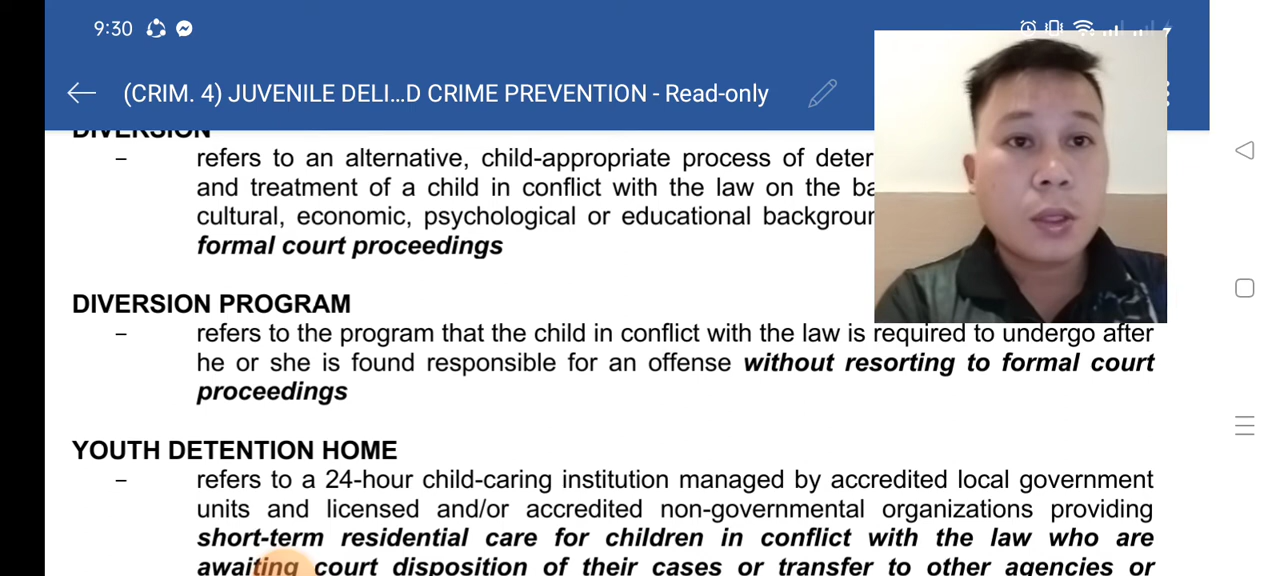 9:30
(CRIM. 4) JUVENILE DELI...D CRIME PREVENTION - Read-only
DIVERSION
– refers to an alternative, child-appropriate process of
and treatment of a child in conflict with the law on the
cultural, economic, psychological or educational
formal court proceedings
DIVERSION PROGRAM
– refers to the program that the child in conflict with the law is required to undergo after
he or she is found responsible for an offense without resorting to formal court
proceedings
YOUTH DETENTION HOME
– refers to a 24-hour child-caring institution managed by accredited local government
units and licensed and/or accredited non-governmental organizations providing
short-term residential care for children in conflict with the law who are
awaiting court disposition of their cases or transfer to other agencies or